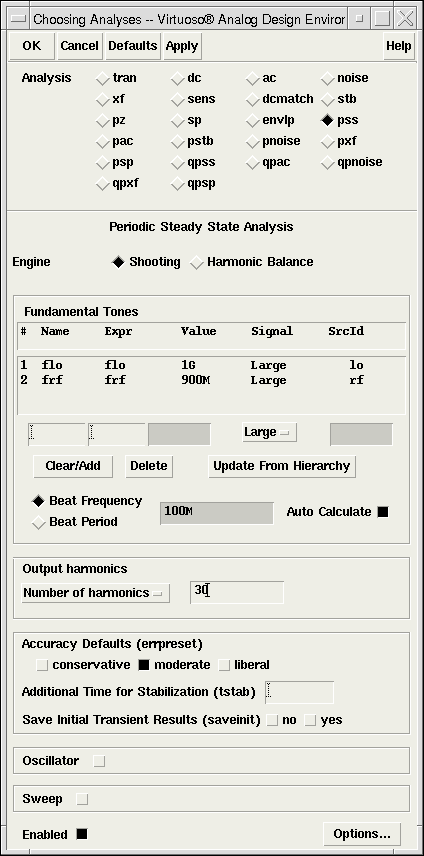 Choosing Analyses -- Virtuoso® Analog Design Environ
OK Cancel Defaults Apply Help
Analysis tran dc ac noise
xf sens dcmatch stb
pz sp envlp pss
pac pstb pnoise pxf
psp qpss qpac qpnoise
qpxf qpsp
Periodic Steady State Analysis
Engine Shooting Harmonic Balance
Fundamental Tones
# Name Expr Value Signal SrcId
1 flo flo 1G Large lo
2 frf frf 900M Large rf
Large
Clear/Add Delete Update From Hierarchy
Beat Frequency 100M Auto Calculate
Beat Period
Output harmonics
Number of harmonics 30
Accuracy Defaults (errpreset)
conservative moderate liberal
Additional Time for Stabilization (tstab)
Save Initial Transient Results (saveinit) no yes
Oscillator
Sweep
Enabled Options...